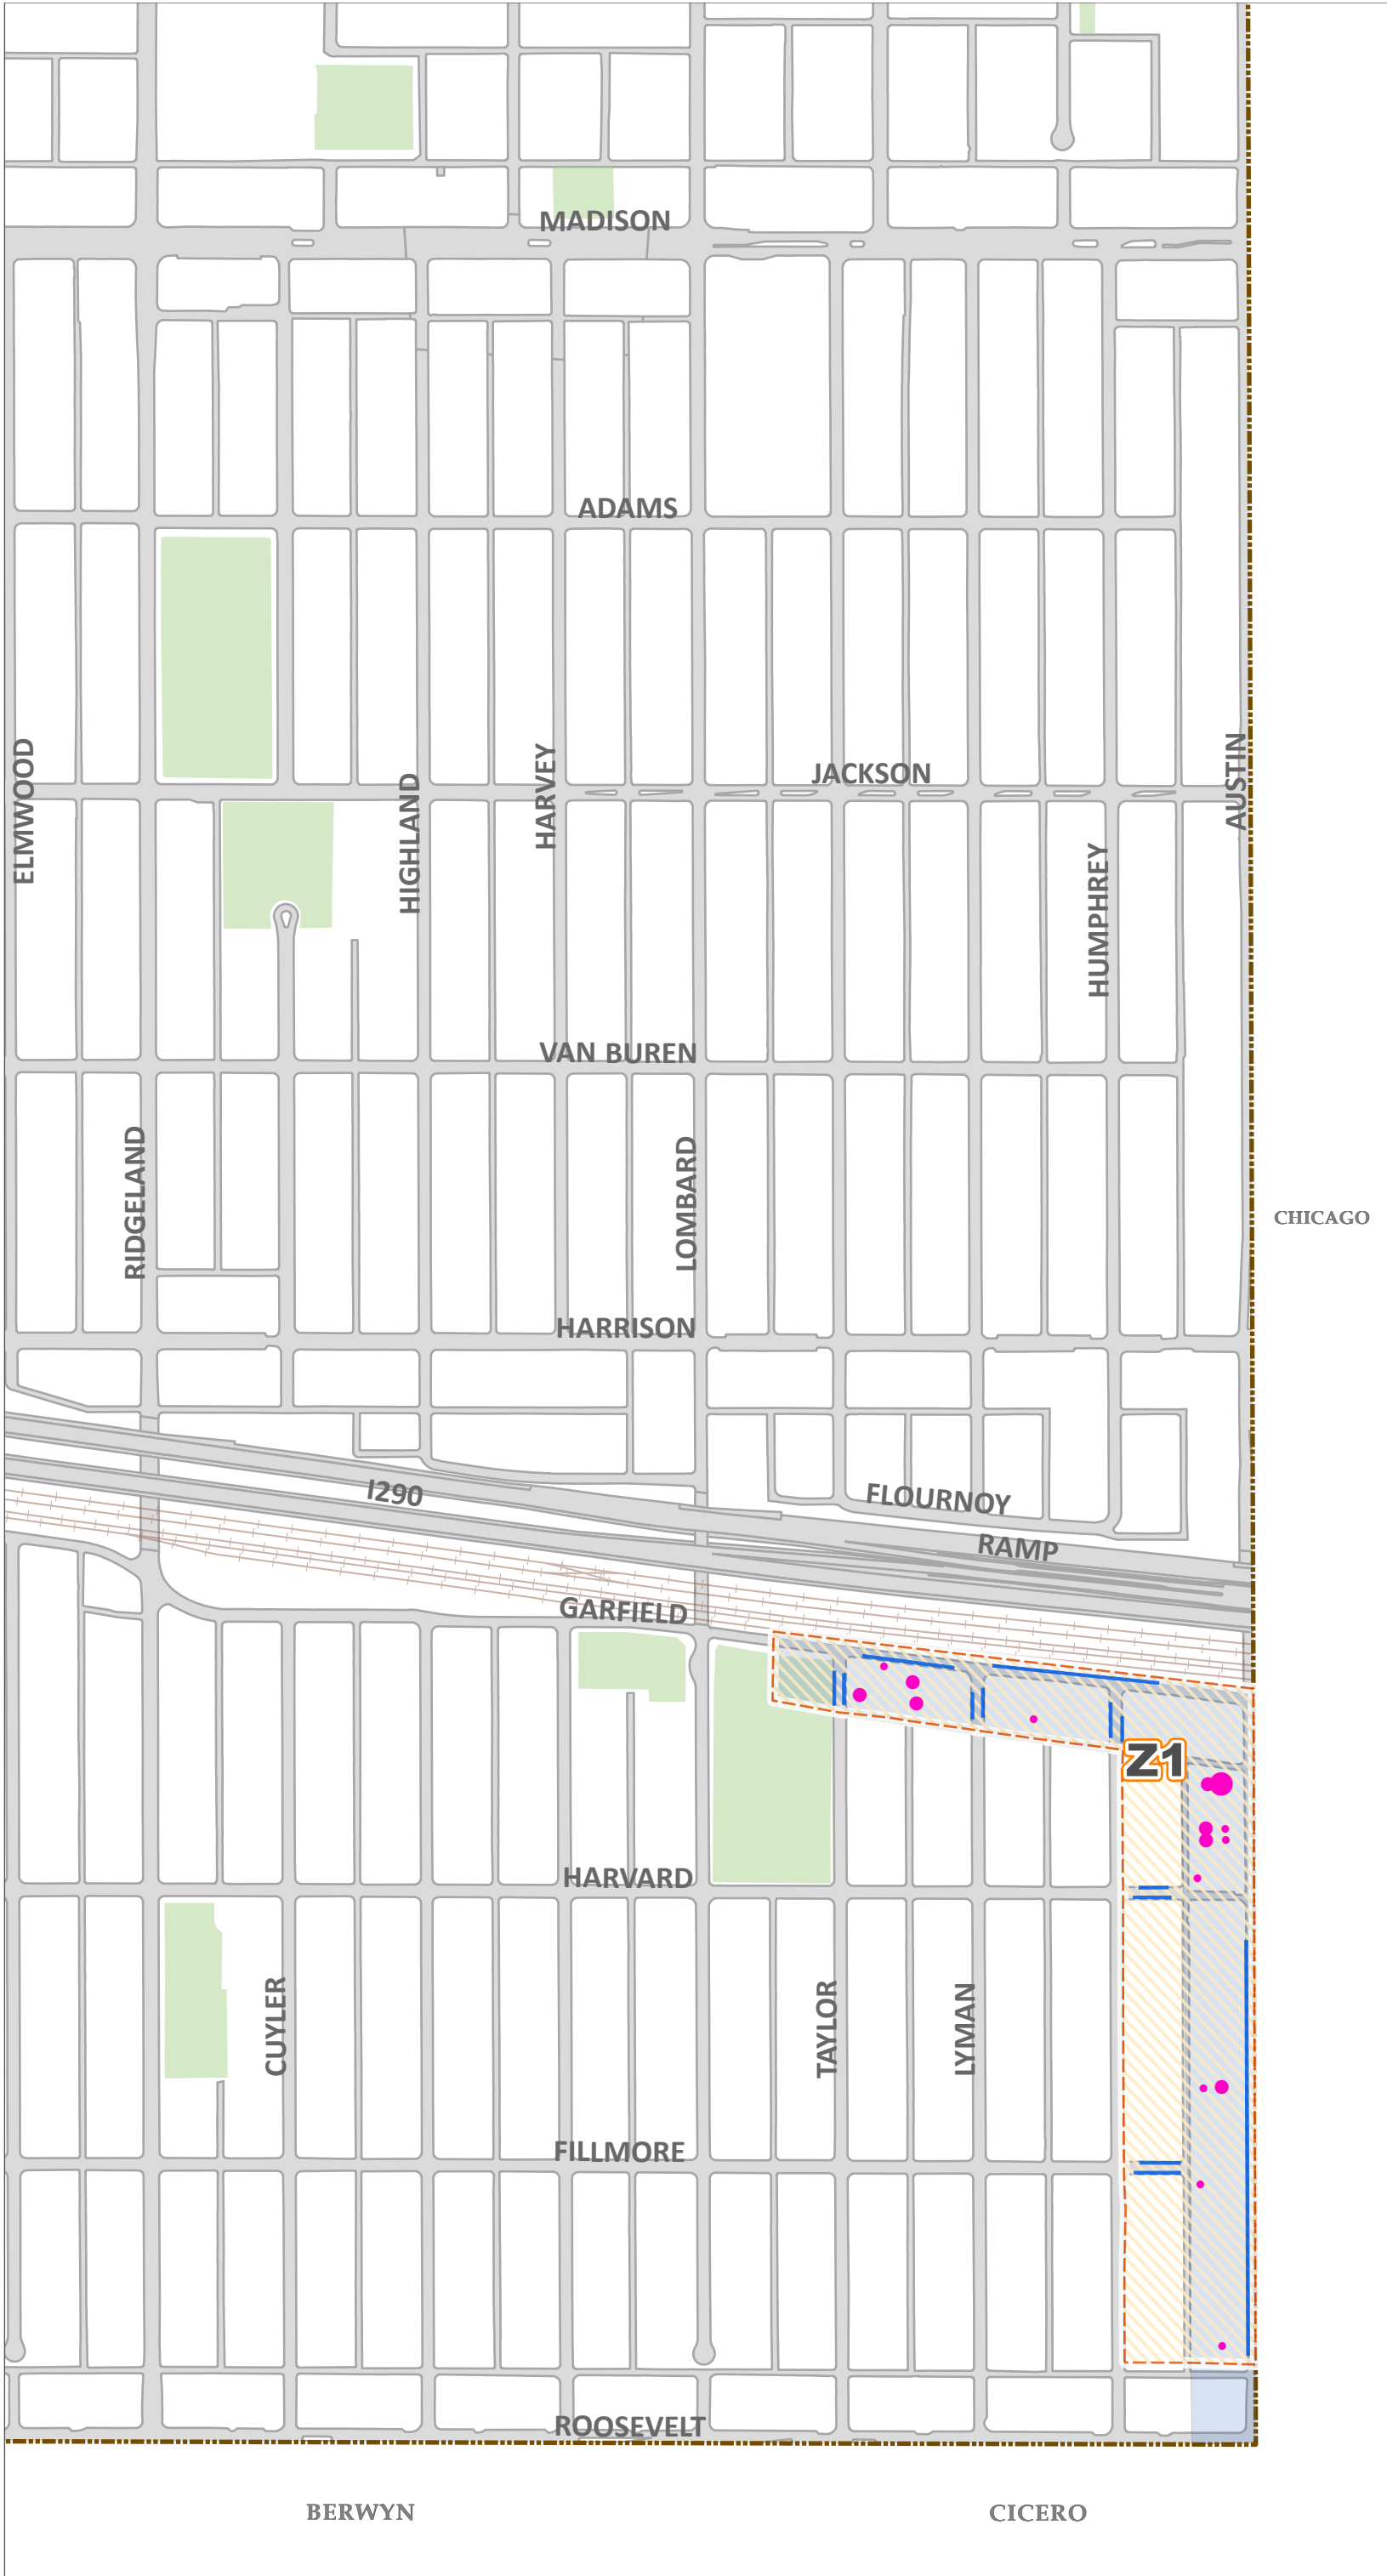 MADISON
ADAMS
ELMWOOD
HIGHLAND
HARVEY
JACKSON
AUSTIN
HUMPHREY
VAN BUREN
RIDGELAND
LOMBARD
CHICAGO
HARRISON
I290
FLOURNOY
RAMP
GARFIELD
Z1
HARVARD
CUYLER
TAYLOR
LYMAN
FILLMORE
ROOSEVELT
BERWYN
CICERO